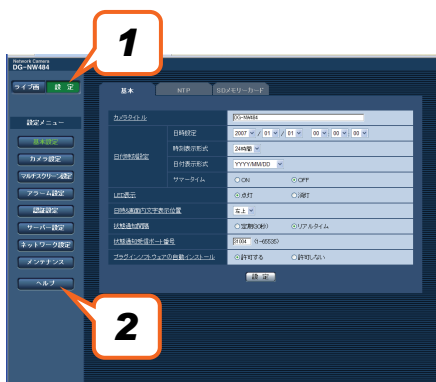 1
Network Camera
DG-NW484
ライブ画 設 定
基本 NTP SDメモリーカード
設定メニュー
基本設定
カメラ設定
マルチスクリーン設定
アラーム設定
認証設定
サーバー設定
ネットワーク設定
メンテナンス
ヘルプ
カメラタイトル DG-NW484
日付時刻設定
日時設定 2007 / 01 / 01 00 00 00
時刻表示形式 24時間
日付表示形式 YYYY/MM/DD
サマータイム ON OFF
LED表示 点灯 消灯
日時&画面内文字表示位置 左上
状態通知間隔 定期(30秒) リアルタイム
状態通知受信ポート番号 31004 (1-65535)
プラグインソフトウェアの自動インストール 許可する 許可しない
設 定
2